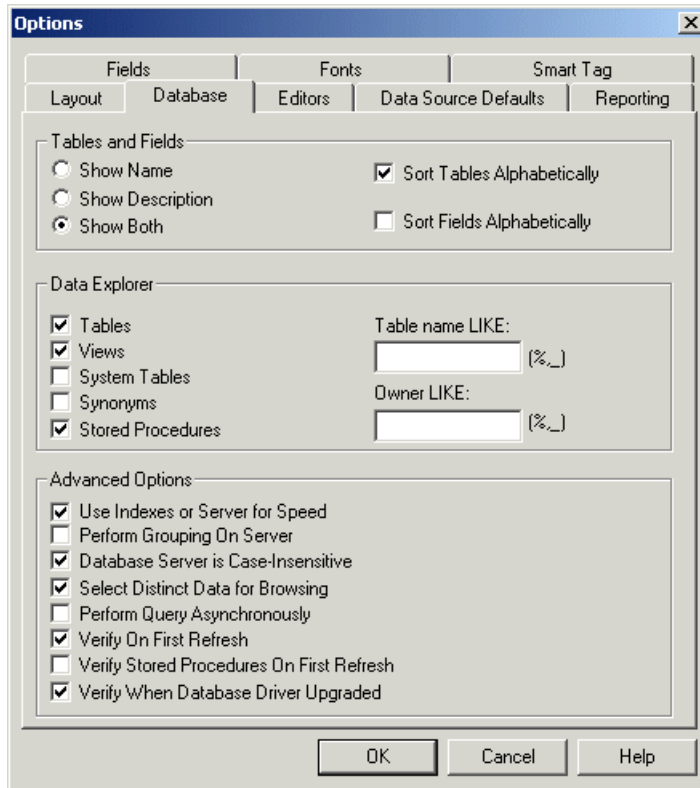 Options
Fields Fonts Smart Tag
Layout Database Editors Data Source Defaults Reporting
Tables and Fields
Show Name
Sort Tables Alphabetically
Show Description
Show Both
Sort Fields Alphabetically
Data Explorer
Tables
Table name LIKE:
Views
(%,_)
System Tables
Synonyms
Owner LIKE:
Stored Procedures
(%,_)
Advanced Options
Use Indexes or Server for Speed
Perform Grouping On Server
Database Server is Case-Insensitive
Select Distinct Data for Browsing
Perform Query Asynchronously
Verify On First Refresh
Verify Stored Procedures On First Refresh
Verify When Database Driver Upgraded
OK Cancel Help